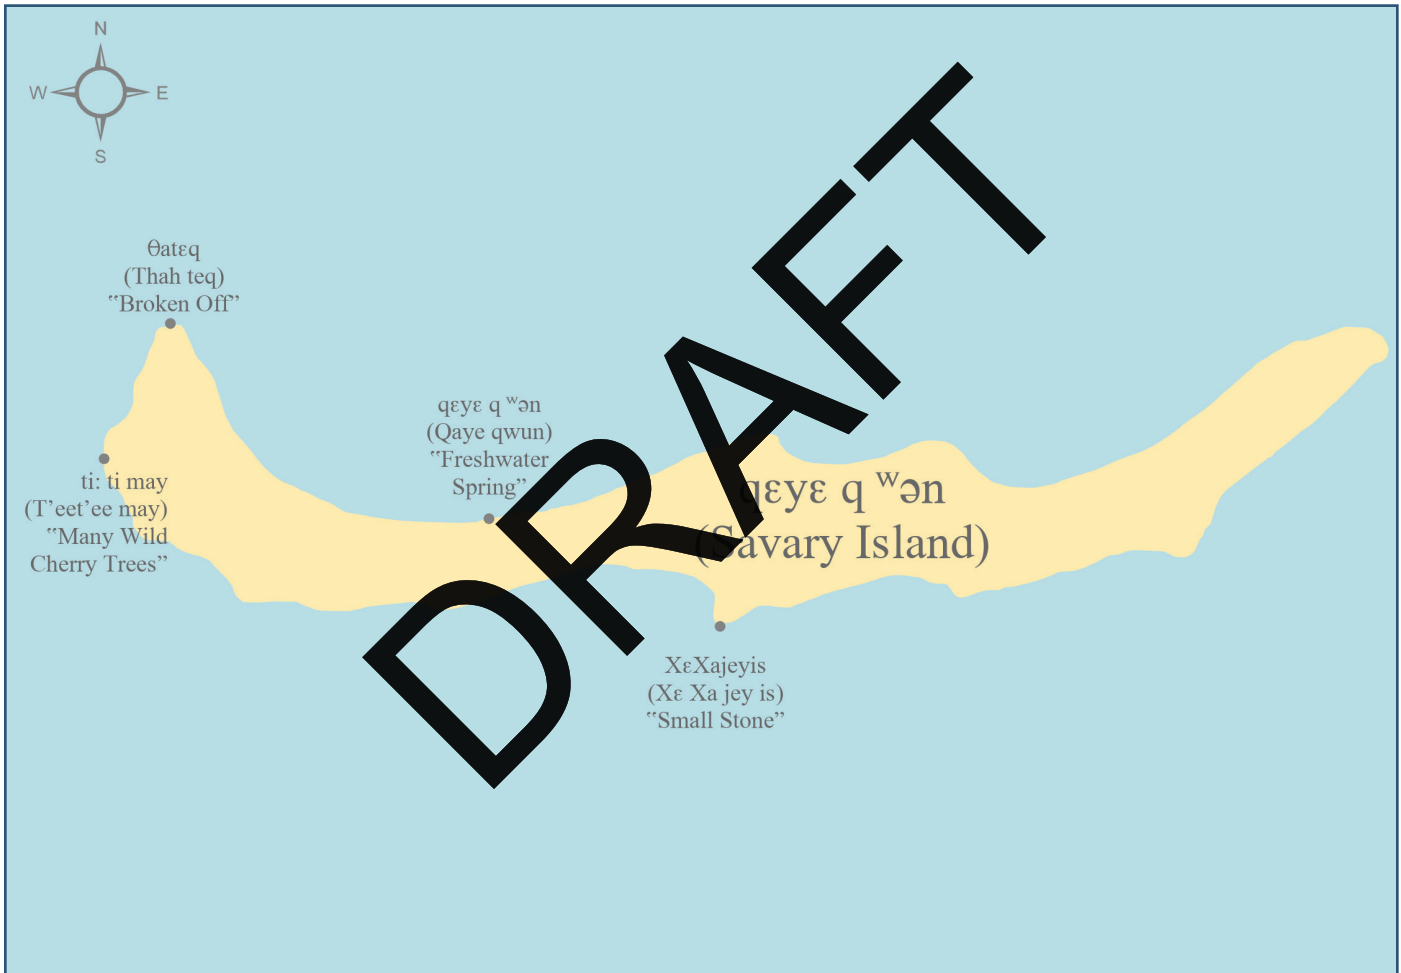 N
W E
S
θatɛq
(Thah teq)
“Broken Off”
qɛyɛ q ʷən
(Qaye qwun)
“Freshwater
Spring”
ti: ti may
(T’eet’ee may)
“Many Wild
Cherry Trees”
qɛyɛ q ʷən
(Savary Island)
XɛXajeyis
(Xɛ Xa jey is)
“Small Stone”
DRAFT